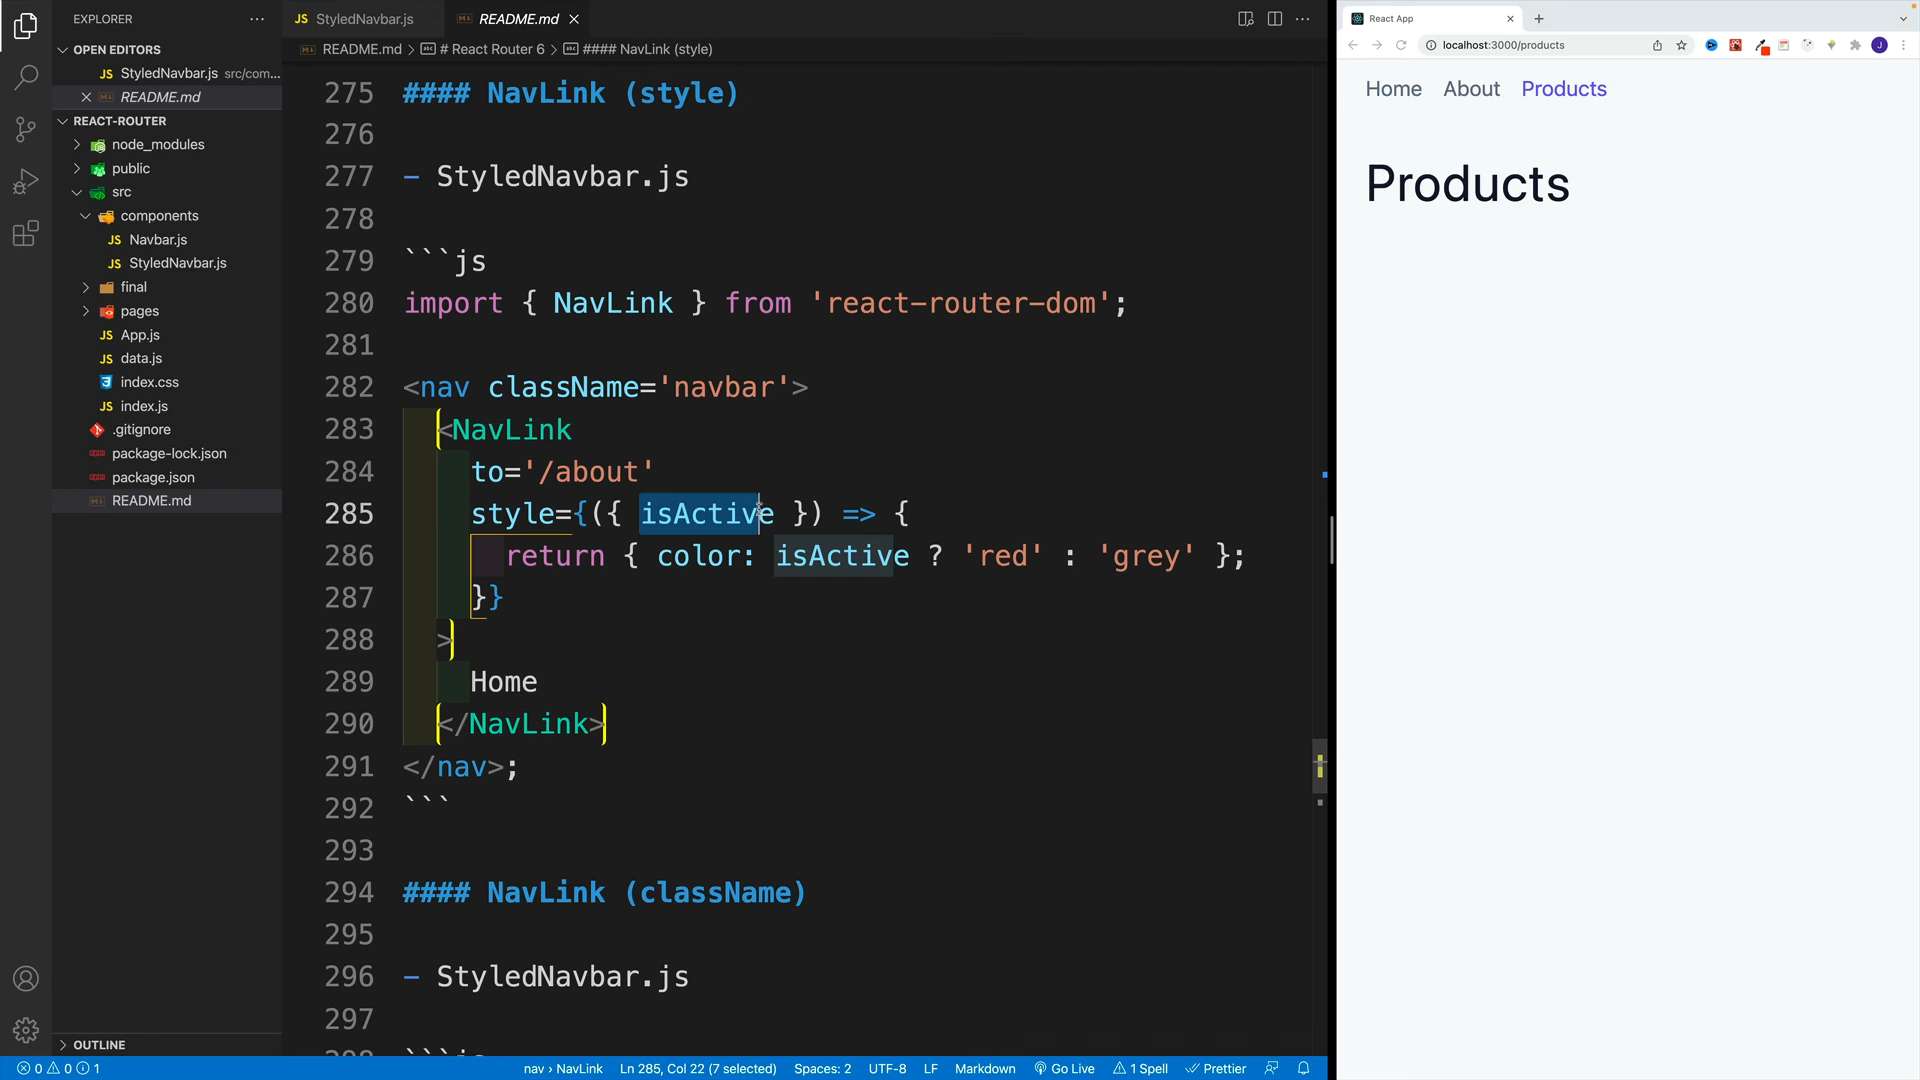 EXPLORER
OPEN EDITORS
JS StyledNavbar.js src/com...
README.md
REACT-ROUTER
node_modules
public
src
components
JS Navbar.js
JS StyledNavbar.js
final
pages
JS App.js
JS data.js
index.css
JS index.js
.gitignore
package-lock.json
package.json
README.md
OUTLINE
JS StyledNavbar.js
README.md
README.md > # React Router 6 > #### NavLink (style)
275 #### NavLink (style)
276
277 - StyledNavbar.js
278
279 ```js
280 import { NavLink } from 'react-router-dom';
281
282 <nav className='navbar'>
283 <NavLink
284 to='/about'
285 style={({ isActive }) => {
286 return { color: isActive ? 'red' : 'grey' };
287 }}
288 >
289 Home
290 </NavLink>
291 </nav>;
292 ```
293
294 #### NavLink (className)
295
296 - StyledNavbar.js
297
0 0 1
nav › NavLink
Ln 285, Col 22 (7 selected)
Spaces: 2
UTF-8
LF
Markdown
Go Live
1 Spell
Prettier
React App
localhost:3000/products
J
Home About Products
Products